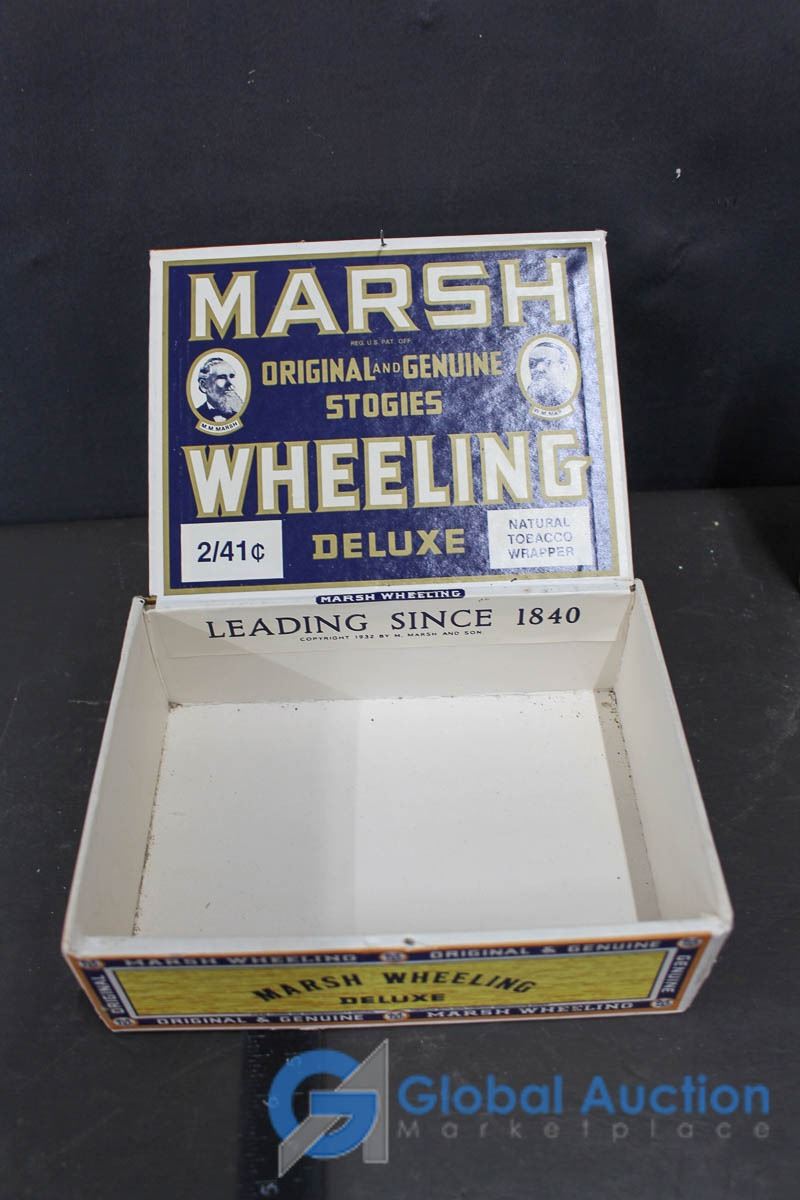 MARSH
REG. U.S. PAT. OFF.
ORIGINAL AND GENUINE
STOGIES
M. M. MARSH
WHEELING
2/41¢
DELUXE
NATURAL
TOBACCO
WRAPPER
MARSH WHEELING
LEADING SINCE 1840
COPYRIGHT 1932 BY M. MARSH AND SON.
MARSH WHEELING ORIGINAL & GENUINE
ORIGINAL
MARSH WHEELING
DELUXE
GENUINE
ORIGINAL & GENUINE MARSH WHEELING
Global Auction
Marketplace